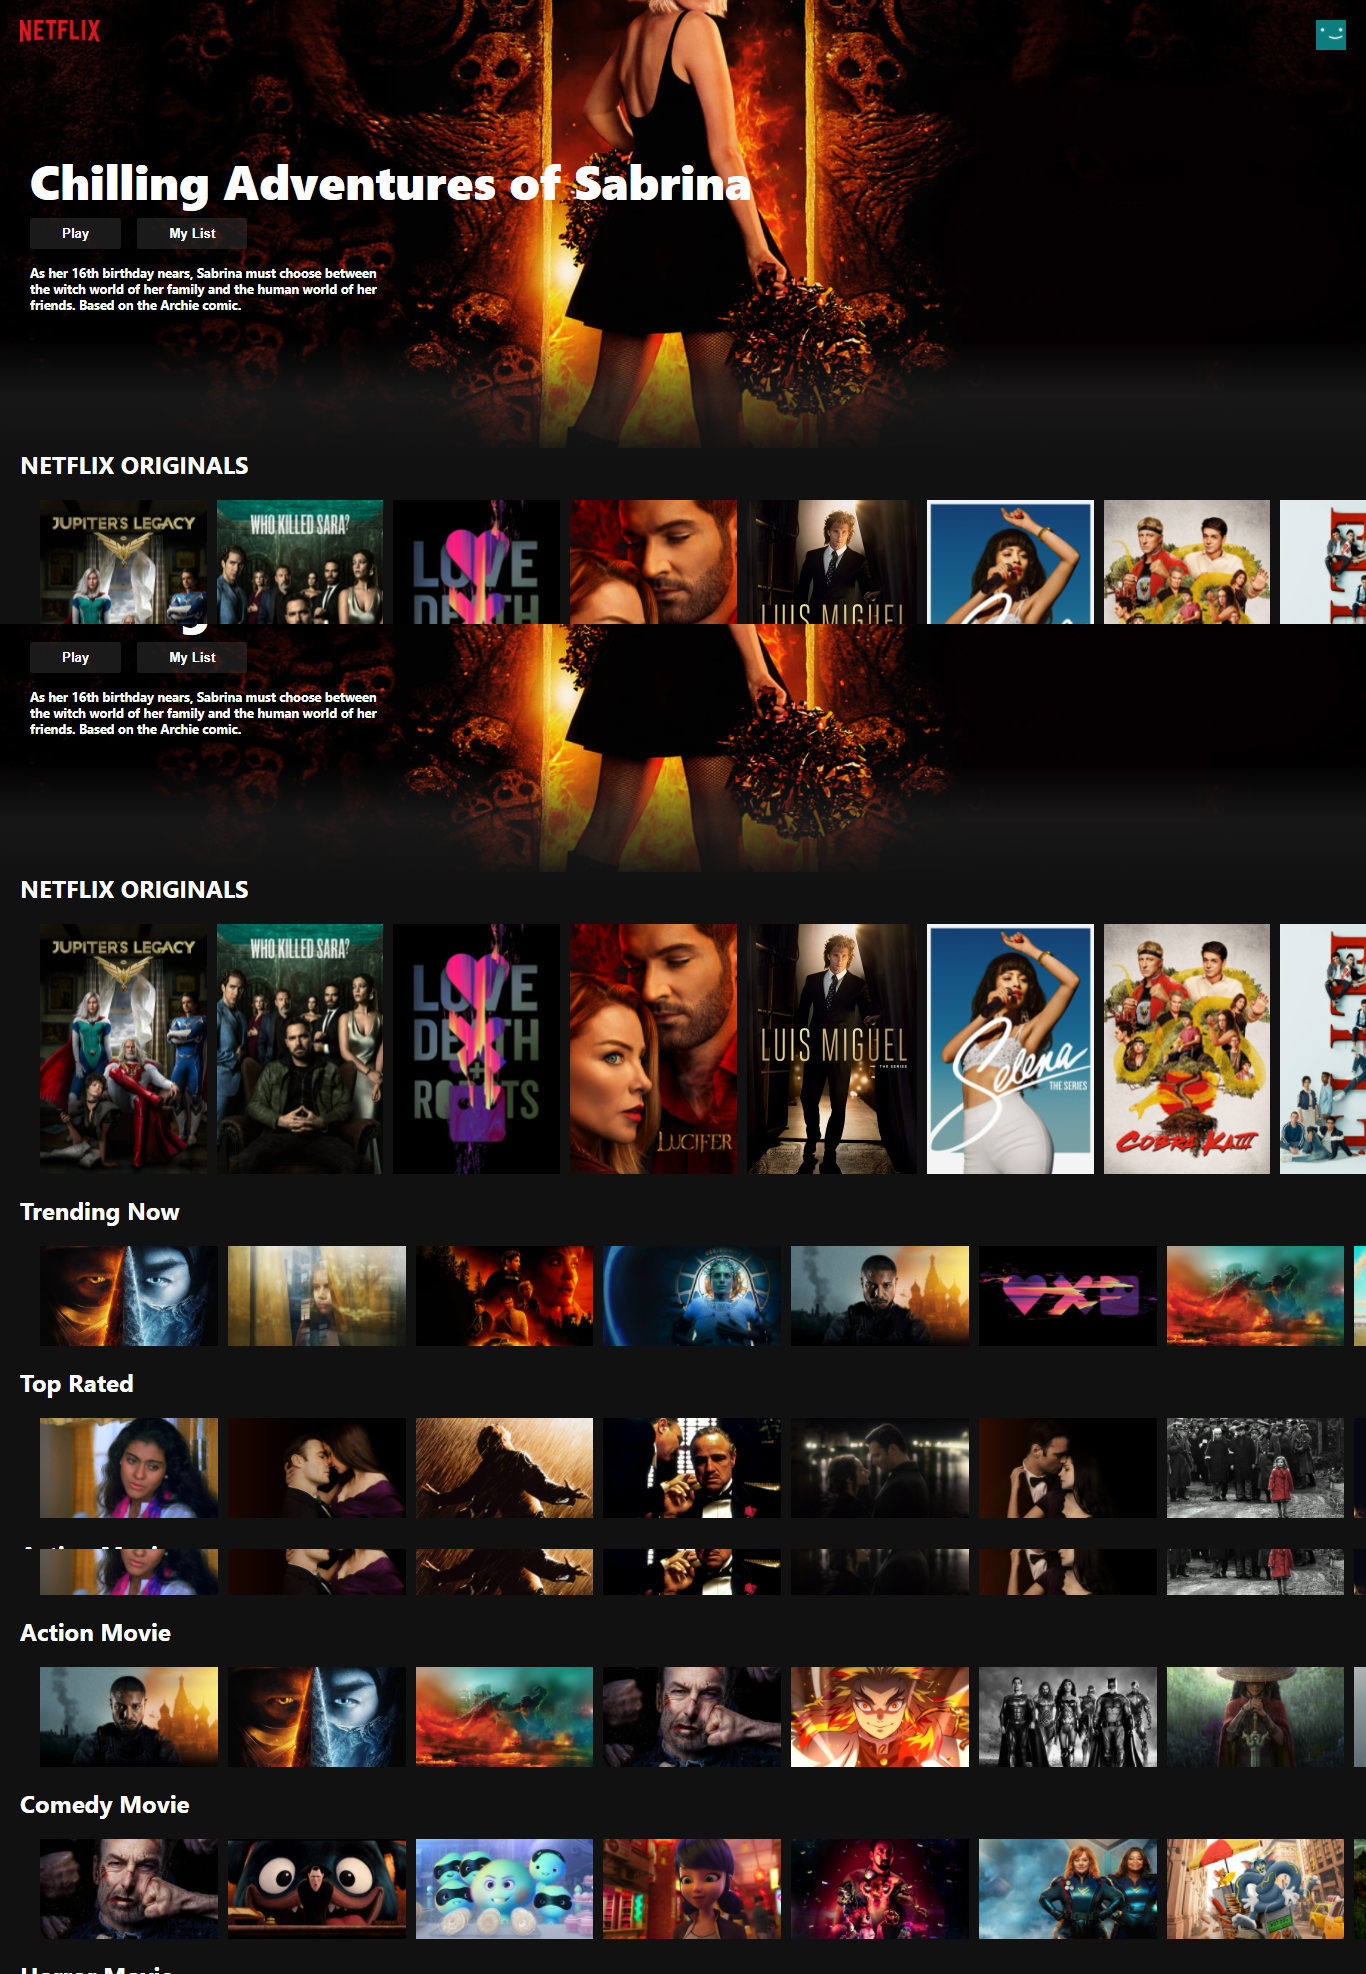 NETFLIX
Chilling Adventures of Sabrina
Play
My List
As her 16th birthday nears, Sabrina must choose between
the witch world of her family and the human world of her
friends. Based on the Archie comic.
NETFLIX ORIGINALS
JUPITER'S LEGACY
WHO KILLED SARA?
LOVE
DEATH
LUIS MIGUEL
Play
My List
As her 16th birthday nears, Sabrina must choose between
the witch world of her family and the human world of her
friends. Based on the Archie comic.
NETFLIX ORIGINALS
JUPITER'S LEGACY
WHO KILLED SARA?
LOVE
DEATH
+
ROBOTS
LUCIFER
LUIS MIGUEL
THE SERIES
Selena
THE SERIES
COBRA KAI III
Trending Now
Top Rated
Action Movie
Comedy Movie
Horror Movie